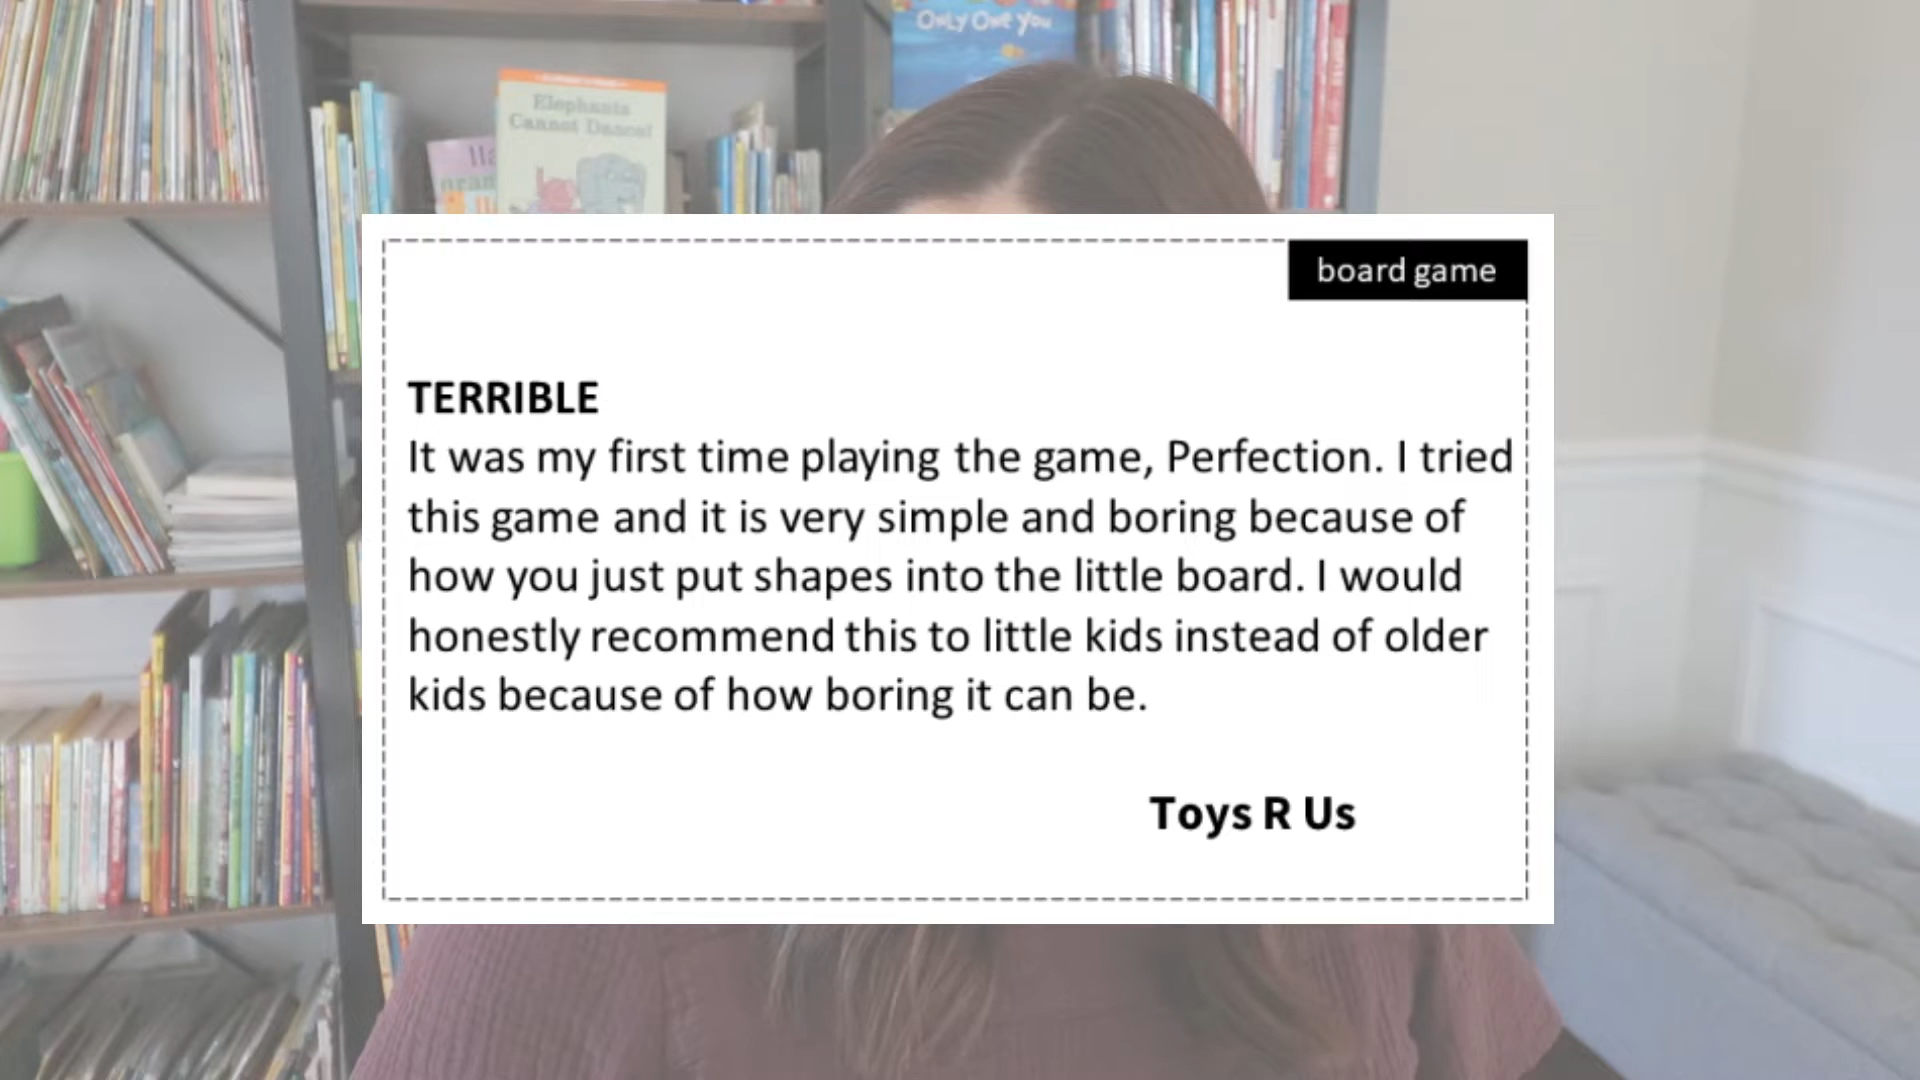 Only One You
Elephants
Cannot Dance!
board game
TERRIBLE
It was my first time playing the game, Perfection. I tried
this game and it is very simple and boring because of
how you just put shapes into the little board. I would
honestly recommend this to little kids instead of older
kids because of how boring it can be.
Toys R Us